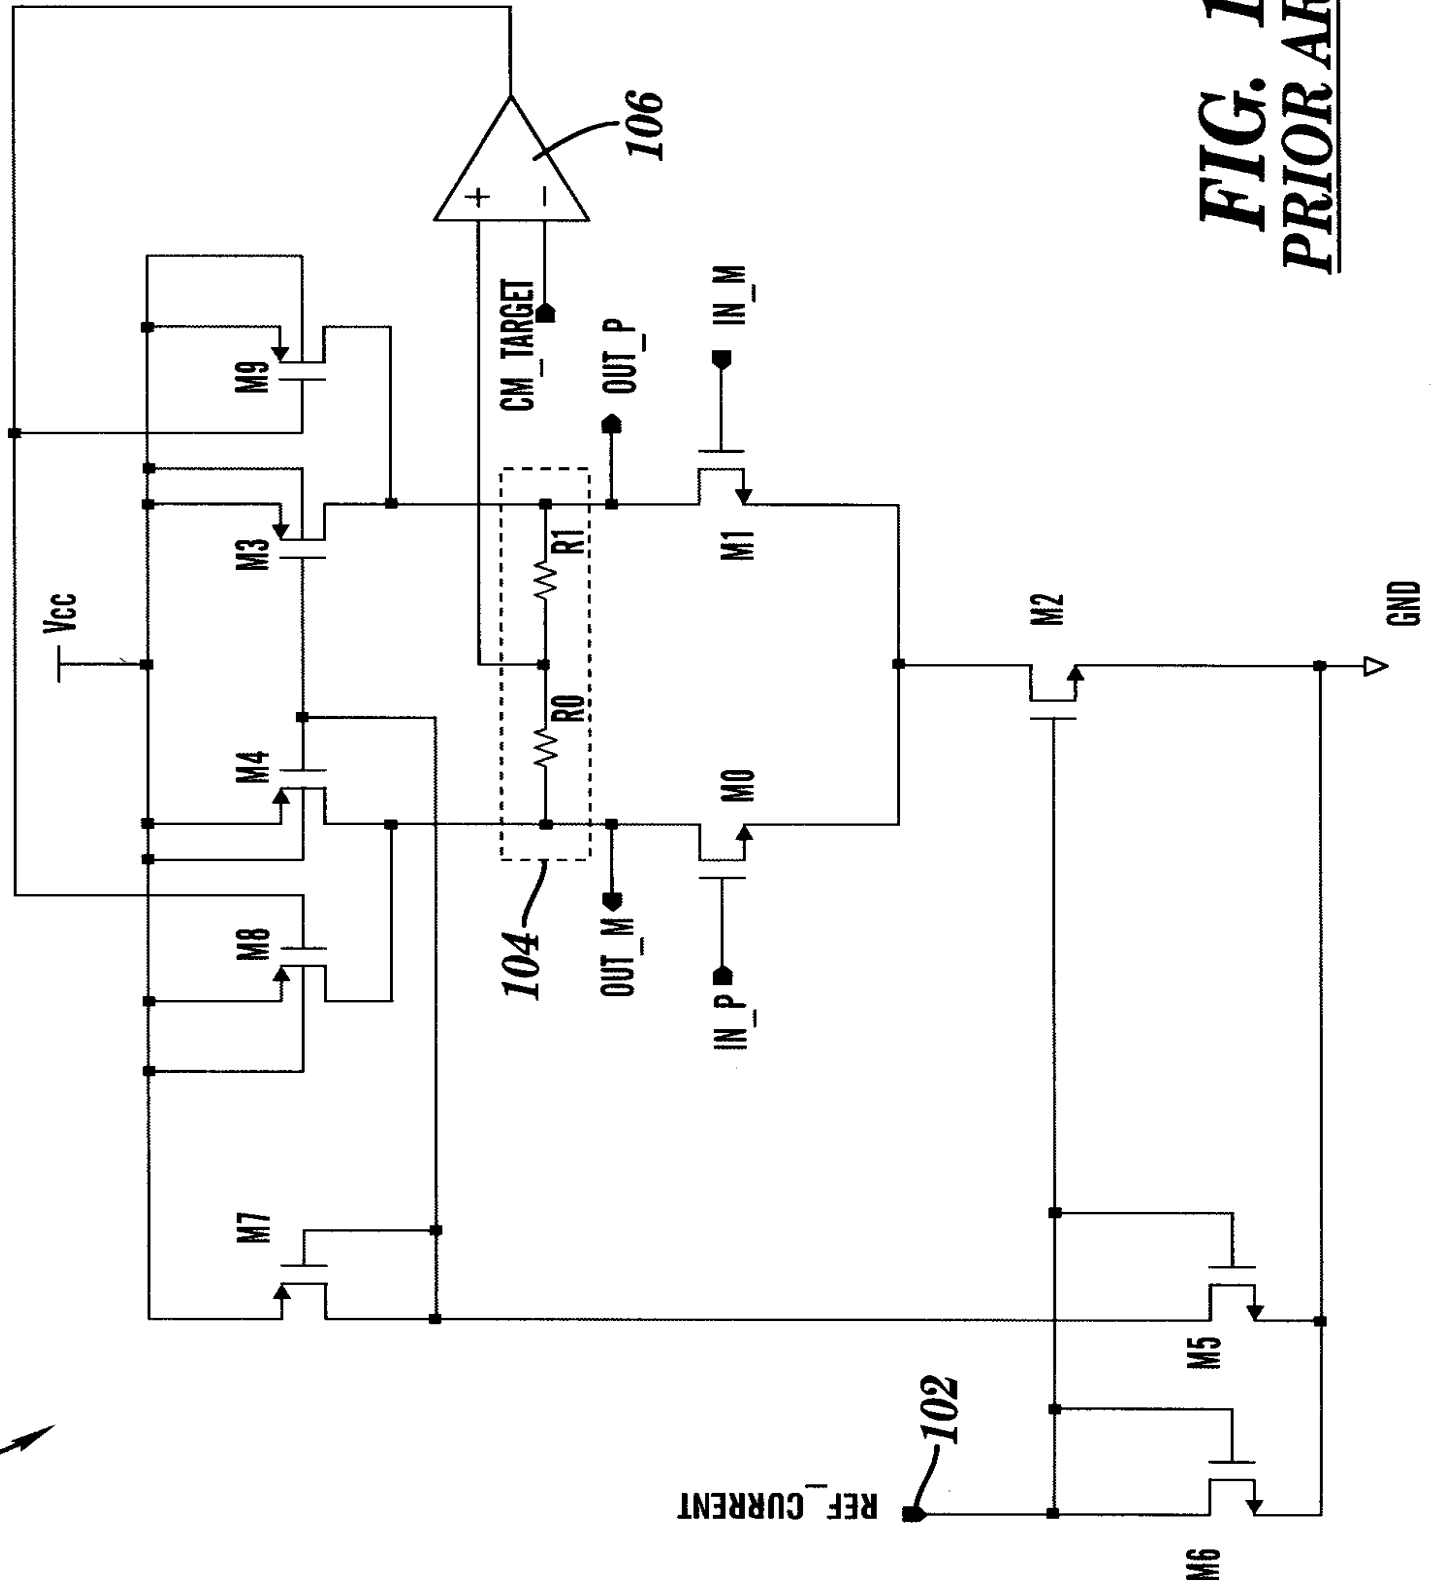 Vcc
M7
M8
M4
M3
M9
106
CM_TARGET
104
R0
R1
OUT_M
OUT_P
IN_P
M0
M1
IN_M
M2
REF_CURRENT
102
M6
M5
GND
+
−
FIG. 1
PRIOR AR